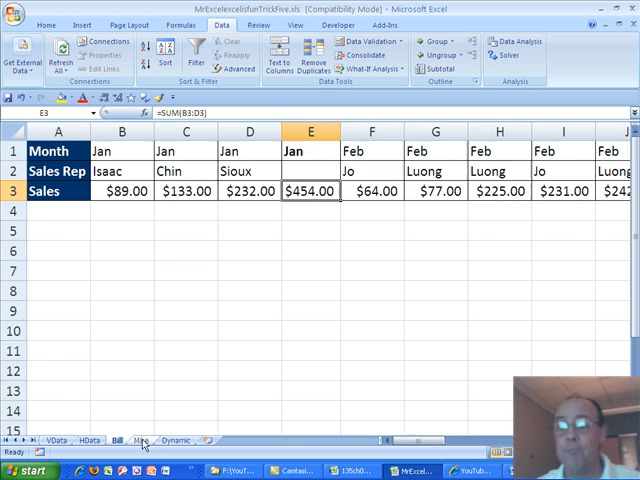 MrExcelexcelisfunTrickFive.xls [Compatibility Mode] - Microsoft Excel
Home Insert Page Layout Formulas Data Review View Developer Add-Ins
Get External Data Refresh All Connections Properties Edit Links Sort Filter Clear Reapply Advanced Text to Columns Remove Duplicates Data Validation Consolidate What-If Analysis Group Ungroup Subtotal Data Analysis Solver
Connections Sort & Filter Data Tools Outline Analysis
E3 =SUM(B3:D3)
A B C D E F G H I J
1 Month Jan Jan Jan Jan Feb Feb Feb Feb Feb
2 Sales Rep Isaac Chin Sioux Jo Luong Luong Jo Luong
3 Sales $89.00 $133.00 $232.00 $454.00 $64.00 $77.00 $225.00 $231.00 $242
4
5
6
7
8
9
10
11
12
13
14
15
VData HData Bill Dynamic
Ready
start F:\YouT... Camtasi... 135ch0... MrExcel... YouTube...